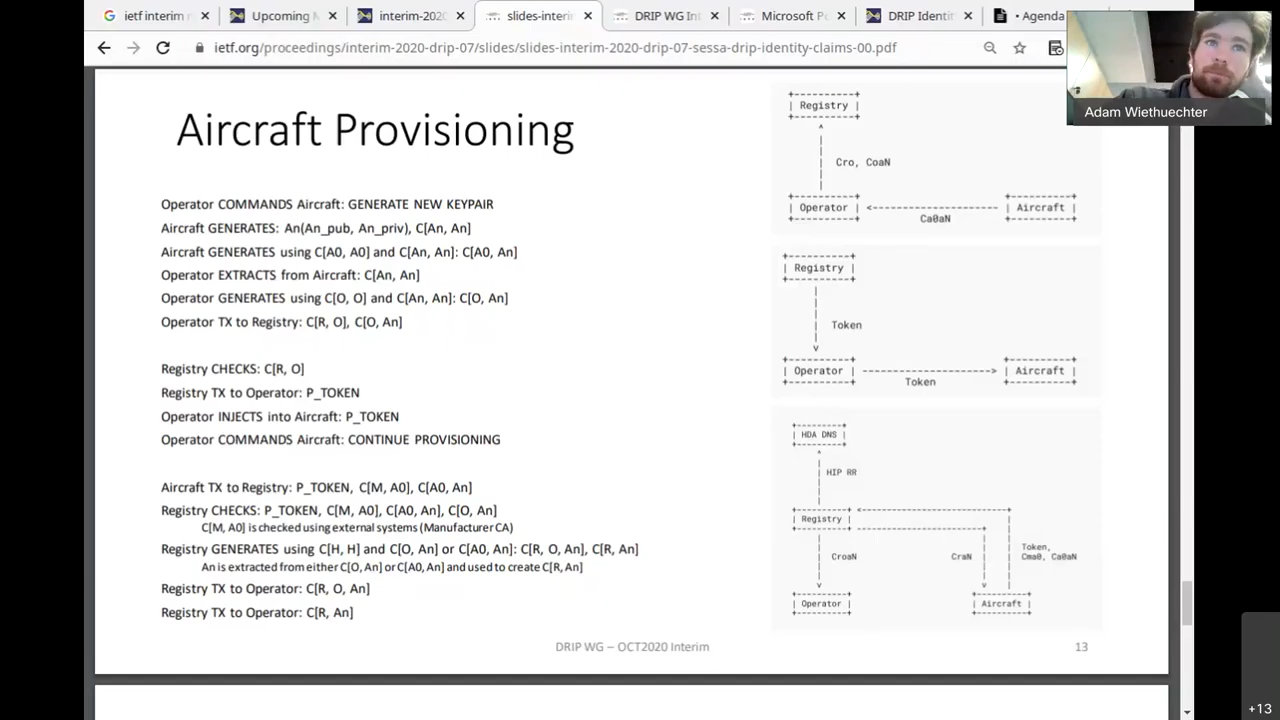 ietf interim
Upcoming M
interim-202
slides-interi
DRIP WG Int
Microsoft P
DRIP Identit
• Agenda
ietf.org/proceedings/interim-2020-drip-07/slides/slides-interim-2020-drip-07-sessa-drip-identity-claims-00.pdf
Adam Wiethuechter
Aircraft Provisioning
Operator COMMANDS Aircraft: GENERATE NEW KEYPAIR
Aircraft GENERATES: An(An_pub, An_priv), C[An, An]
Aircraft GENERATES using C[A0, A0] and C[An, An]: C[A0, An]
Operator EXTRACTS from Aircraft: C[An, An]
Operator GENERATES using C[O, O] and C[An, An]: C[O, An]
Operator TX to Registry: C[R, O], C[O, An]
Registry CHECKS: C[R, O]
Registry TX to Operator: P_TOKEN
Operator INJECTS into Aircraft: P_TOKEN
Operator COMMANDS Aircraft: CONTINUE PROVISIONING
Aircraft TX to Registry: P_TOKEN, C[M, A0], C[A0, An]
Registry CHECKS: P_TOKEN, C[M, A0], C[A0, An], C[O, An]
C[M, A0] is checked using external systems (Manufacturer CA)
Registry GENERATES using C[H, H] and C[O, An] or C[A0, An]: C[R, O, An], C[R, An]
An is extracted from either C[O, An] or C[A0, An] and used to create C[R, An]
Registry TX to Operator: C[R, O, An]
Registry TX to Operator: C[R, An]
Registry
Cro, CoaN
Operator
Aircraft
Ca0aN
Registry
Token
Operator
Aircraft
Token
HDA DNS
HIP RR
Registry
CroaN
CraN
Token,
Cma0, Ca0aN
Operator
Aircraft
DRIP WG – OCT2020 Interim
13
+13